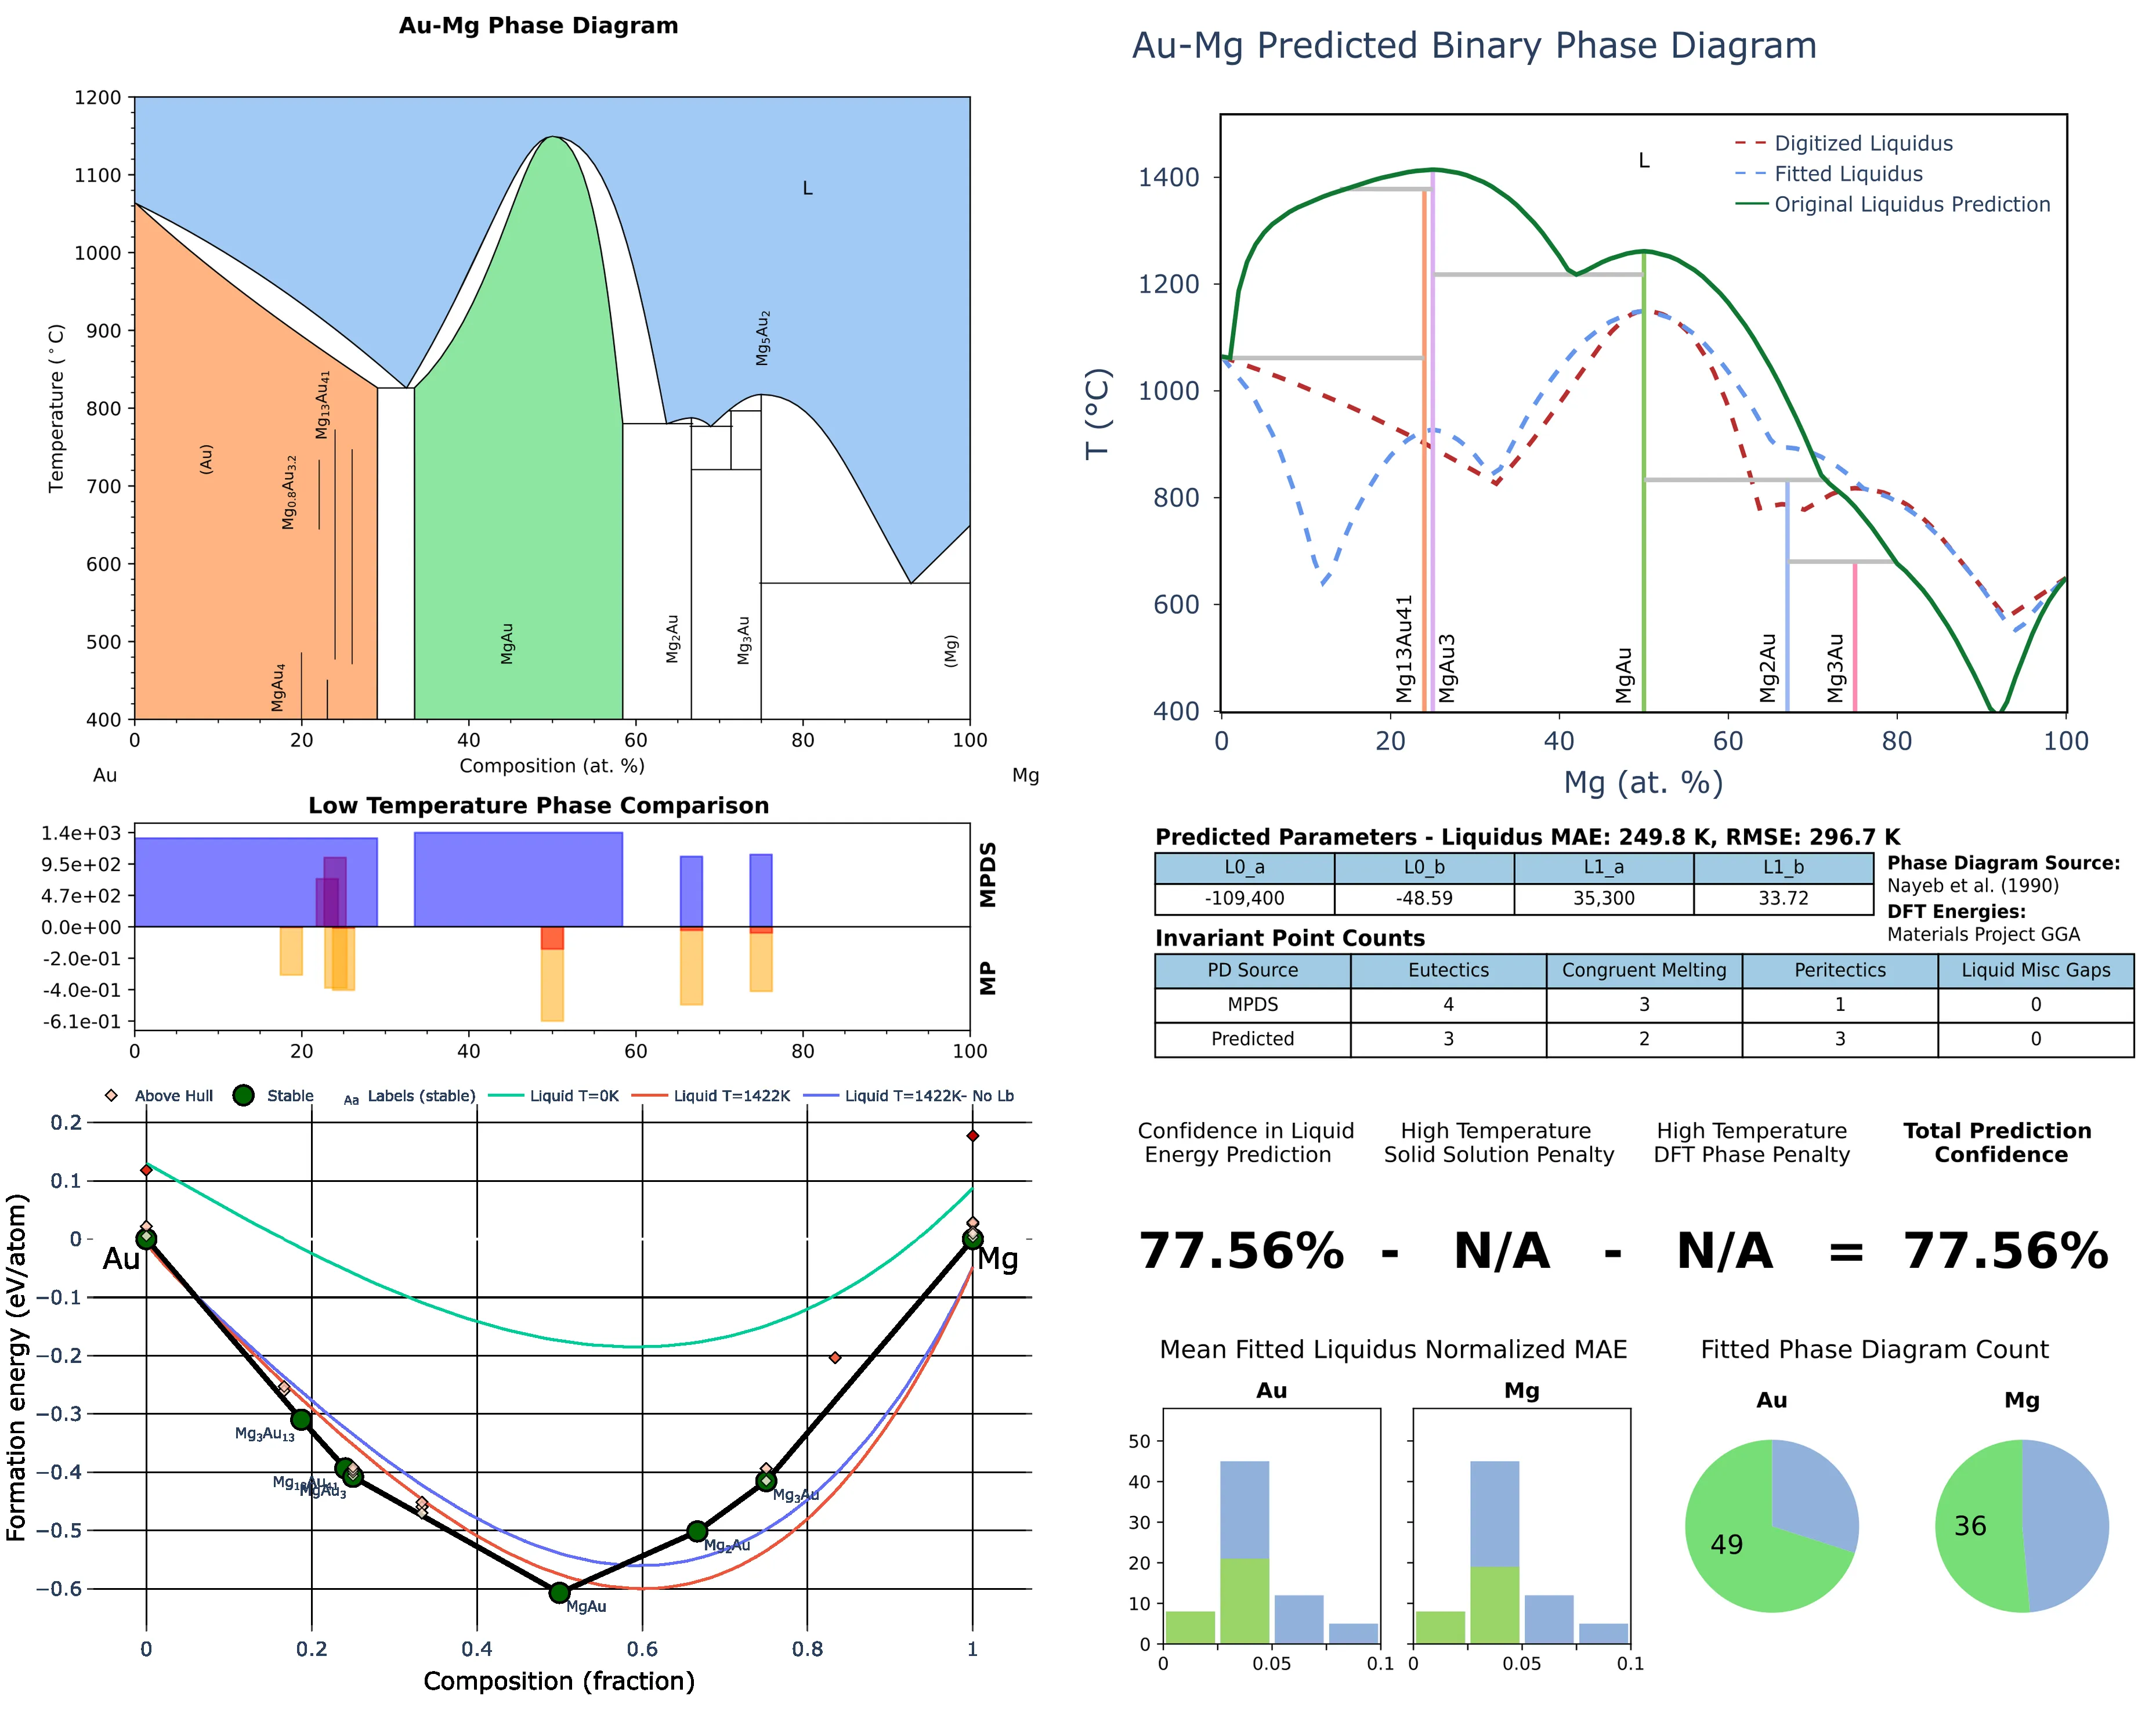 Au-Mg Phase Diagram
1200
1100
1000
900
800
700
600
500
400
Temperature (°C)
L
(Au)
Mg0.8Au3.2
Mg13Au41
MgAu4
MgAu
Mg2Au
Mg5Au2
Mg3Au
(Mg)
0 20 40 60 80 100
Composition (at. %)
Au Mg
Low Temperature Phase Comparison
1.4e+03
9.5e+02
4.7e+02
0.0e+00
-2.0e-01
-4.0e-01
-6.1e-01
MPDS
MP
0 20 40 60 80 100
Above Hull Stable Aa Labels (stable) Liquid T=0K Liquid T=1422K Liquid T=1422K- No Lb
0.2
0.1
0
−0.1
−0.2
−0.3
−0.4
−0.5
−0.6
Formation energy (eV/atom)
Au
Mg
Mg3Au13
MgAu3
Mg3Au
Mg2Au
MgAu
0 0.2 0.4 0.6 0.8 1
Composition (fraction)
Au-Mg Predicted Binary Phase Diagram
Digitized Liquidus
Fitted Liquidus
Original Liquidus Prediction
L
1400
1200
1000
800
600
400
T (°C)
Mg13Au41
MgAu3
MgAu
Mg2Au
Mg3Au
0 20 40 60 80 100
Mg (at. %)
Predicted Parameters - Liquidus MAE: 249.8 K, RMSE: 296.7 K
L0_a L0_b L1_a L1_b
-109,400 -48.59 35,300 33.72
Phase Diagram Source:
Nayeb et al. (1990)
DFT Energies:
Materials Project GGA
Invariant Point Counts
PD Source Eutectics Congruent Melting Peritectics Liquid Misc Gaps
MPDS 4 3 1 0
Predicted 3 2 3 0
Confidence in Liquid Energy Prediction
High Temperature Solid Solution Penalty
High Temperature DFT Phase Penalty
Total Prediction Confidence
77.56% - N/A - N/A = 77.56%
Mean Fitted Liquidus Normalized MAE
Au Mg
50
40
30
20
10
0
0 0.05 0.1 0 0.05 0.1
Fitted Phase Diagram Count
Au Mg
49 36